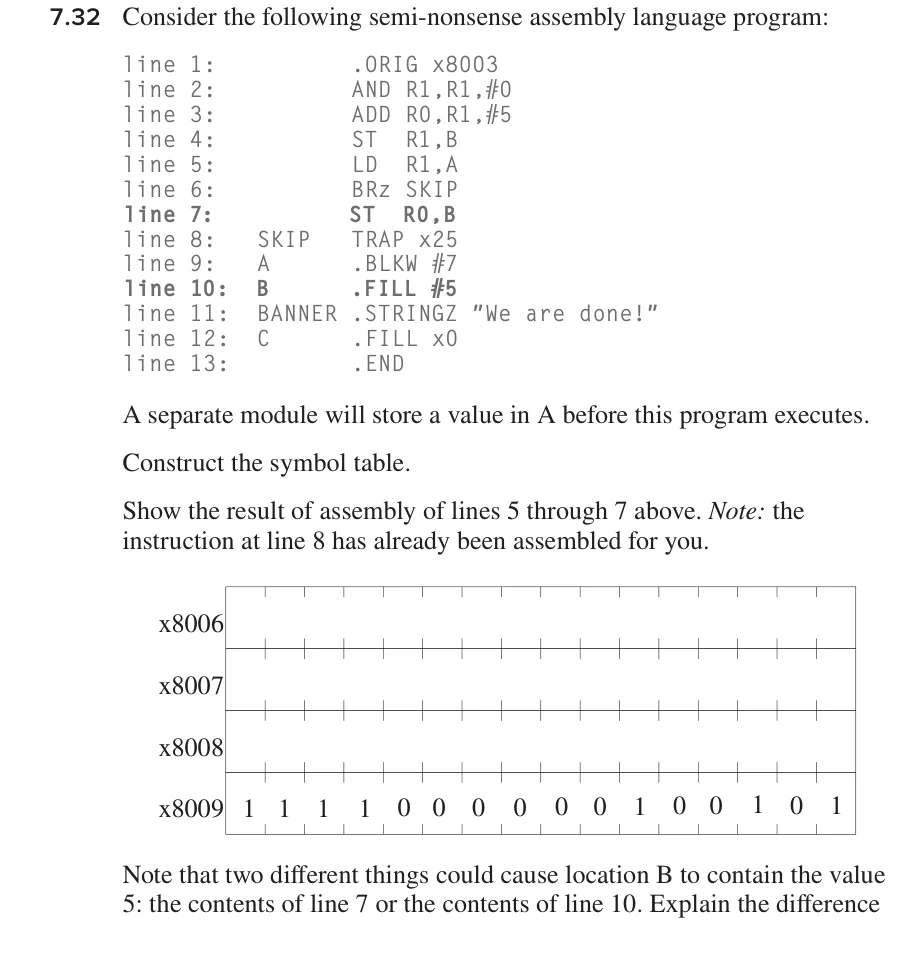 7.32 Consider the following semi-nonsense assembly language program:
line 1: .ORIG x8003
line 2: AND R1,R1,#0
line 3: ADD R0,R1,#5
line 4: ST R1,B
line 5: LD R1,A
line 6: BRz SKIP
line 7: ST R0,B
line 8: SKIP TRAP x25
line 9: A .BLKW #7
line 10: B .FILL #5
line 11: BANNER .STRINGZ "We are done!"
line 12: C .FILL x0
line 13: .END
A separate module will store a value in A before this program executes.
Construct the symbol table.
Show the result of assembly of lines 5 through 7 above. Note: the
instruction at line 8 has already been assembled for you.
x8006
x8007
x8008
x8009 1 1 1 1 0 0 0 0 0 0 1 0 0 1 0 1
Note that two different things could cause location B to contain the value
5: the contents of line 7 or the contents of line 10. Explain the difference